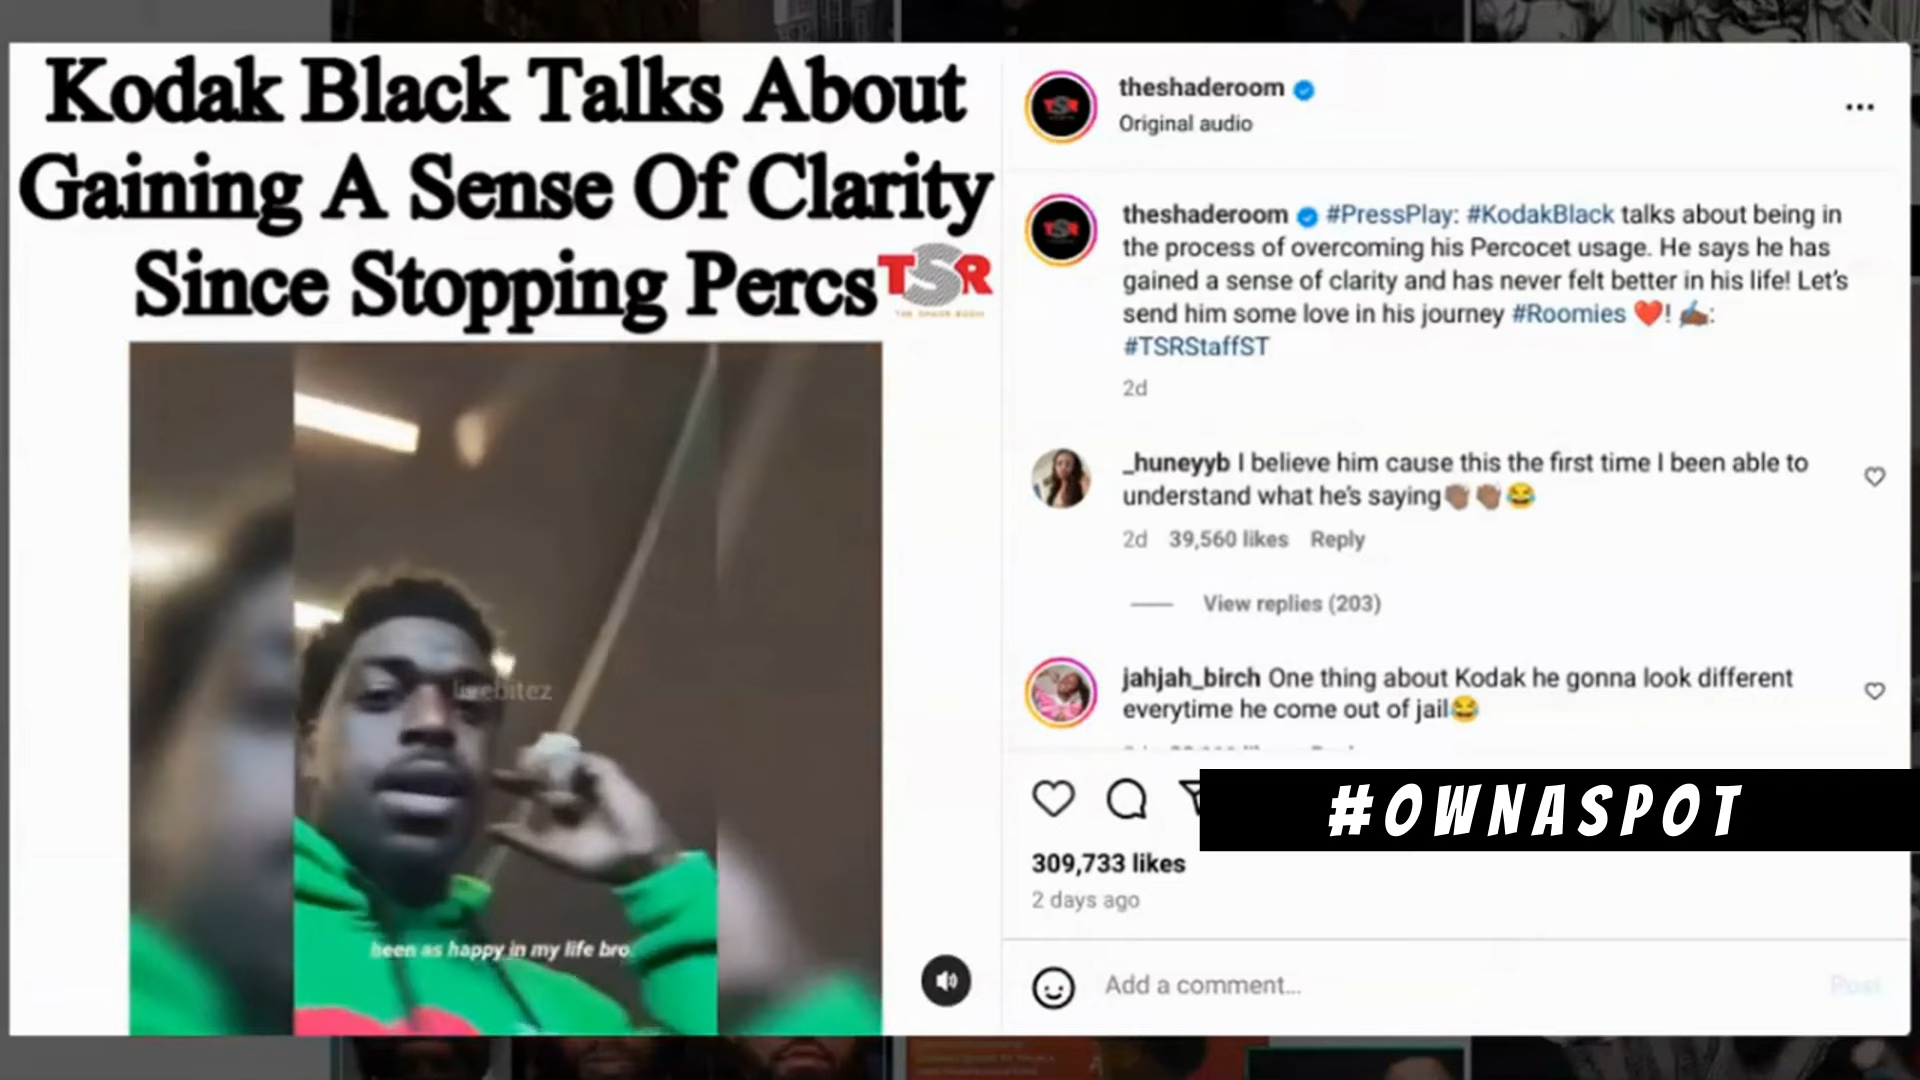 Kodak Black Talks About
Gaining A Sense Of Clarity
Since Stopping Percs
TSR
THE SHADE ROOM
been as happy in my life bro.
theshaderoom
Original audio
theshaderoom #PressPlay: #KodakBlack talks about being in
the process of overcoming his Percocet usage. He says he has
gained a sense of clarity and has never felt better in his life! Let's
send him some love in his journey #Roomies ❤️! ✍🏾:
#TSRStaffST
2d
_huneyyb I believe him cause this the first time I been able to
understand what he's saying👏🏽👏🏽😂
2d 39,560 likes Reply
View replies (203)
jahjah_birch One thing about Kodak he gonna look different
everytime he come out of jail😂
#OWNASPOT
309,733 likes
2 days ago
Add a comment...
Post